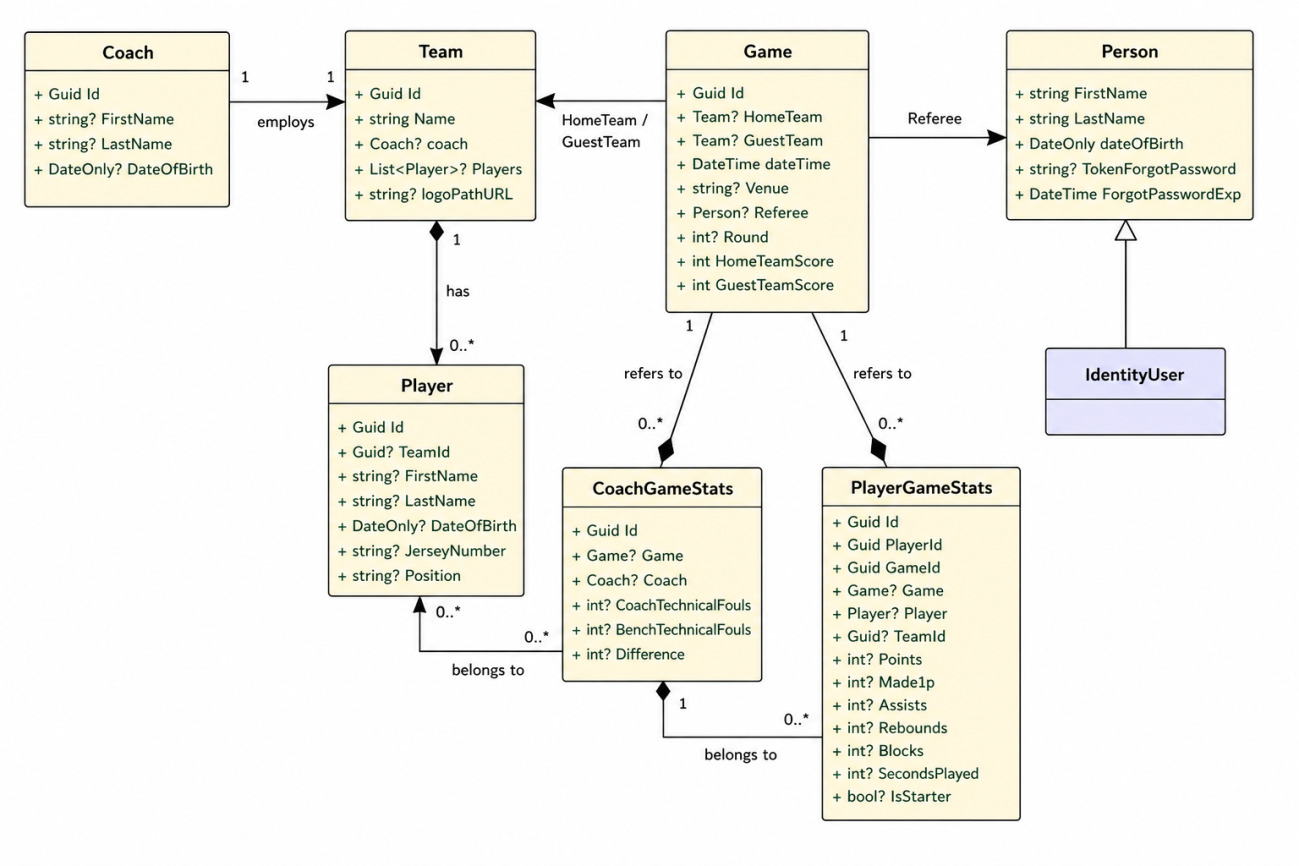 Coach
+ Guid Id
+ string? FirstName
+ string? LastName
+ DateOnly? DateOfBirth
1
1
employs
Team
+ Guid Id
+ string Name
+ Coach? coach
+ List<Player>? Players
+ string? logoPathURL
HomeTeam /
GuestTeam
Game
+ Guid Id
+ Team? HomeTeam
+ Team? GuestTeam
+ DateTime dateTime
+ string? Venue
+ Person? Referee
+ int? Round
+ int HomeTeamScore
+ int GuestTeamScore
Referee
Person
+ string FirstName
+ string LastName
+ DateOnly dateOfBirth
+ string? TokenForgotPassword
+ DateTime ForgotPasswordExp
1
has
0..*
1
refers to
0..*
1
refers to
0..*
IdentityUser
Player
+ Guid Id
+ Guid? TeamId
+ string? FirstName
+ string? LastName
+ DateOnly? DateOfBirth
+ string? JerseyNumber
+ string? Position
CoachGameStats
+ Guid Id
+ Game? Game
+ Coach? Coach
+ int? CoachTechnicalFouls
+ int? BenchTechnicalFouls
+ int? Difference
PlayerGameStats
+ Guid Id
+ Guid PlayerId
+ Guid GameId
+ Game? Game
+ Player? Player
+ Guid? TeamId
+ int? Points
+ int? Made1p
+ int? Assists
+ int? Rebounds
+ int? Blocks
+ int? SecondsPlayed
+ bool? IsStarter
0..*
0..*
belongs to
1
0..*
belongs to